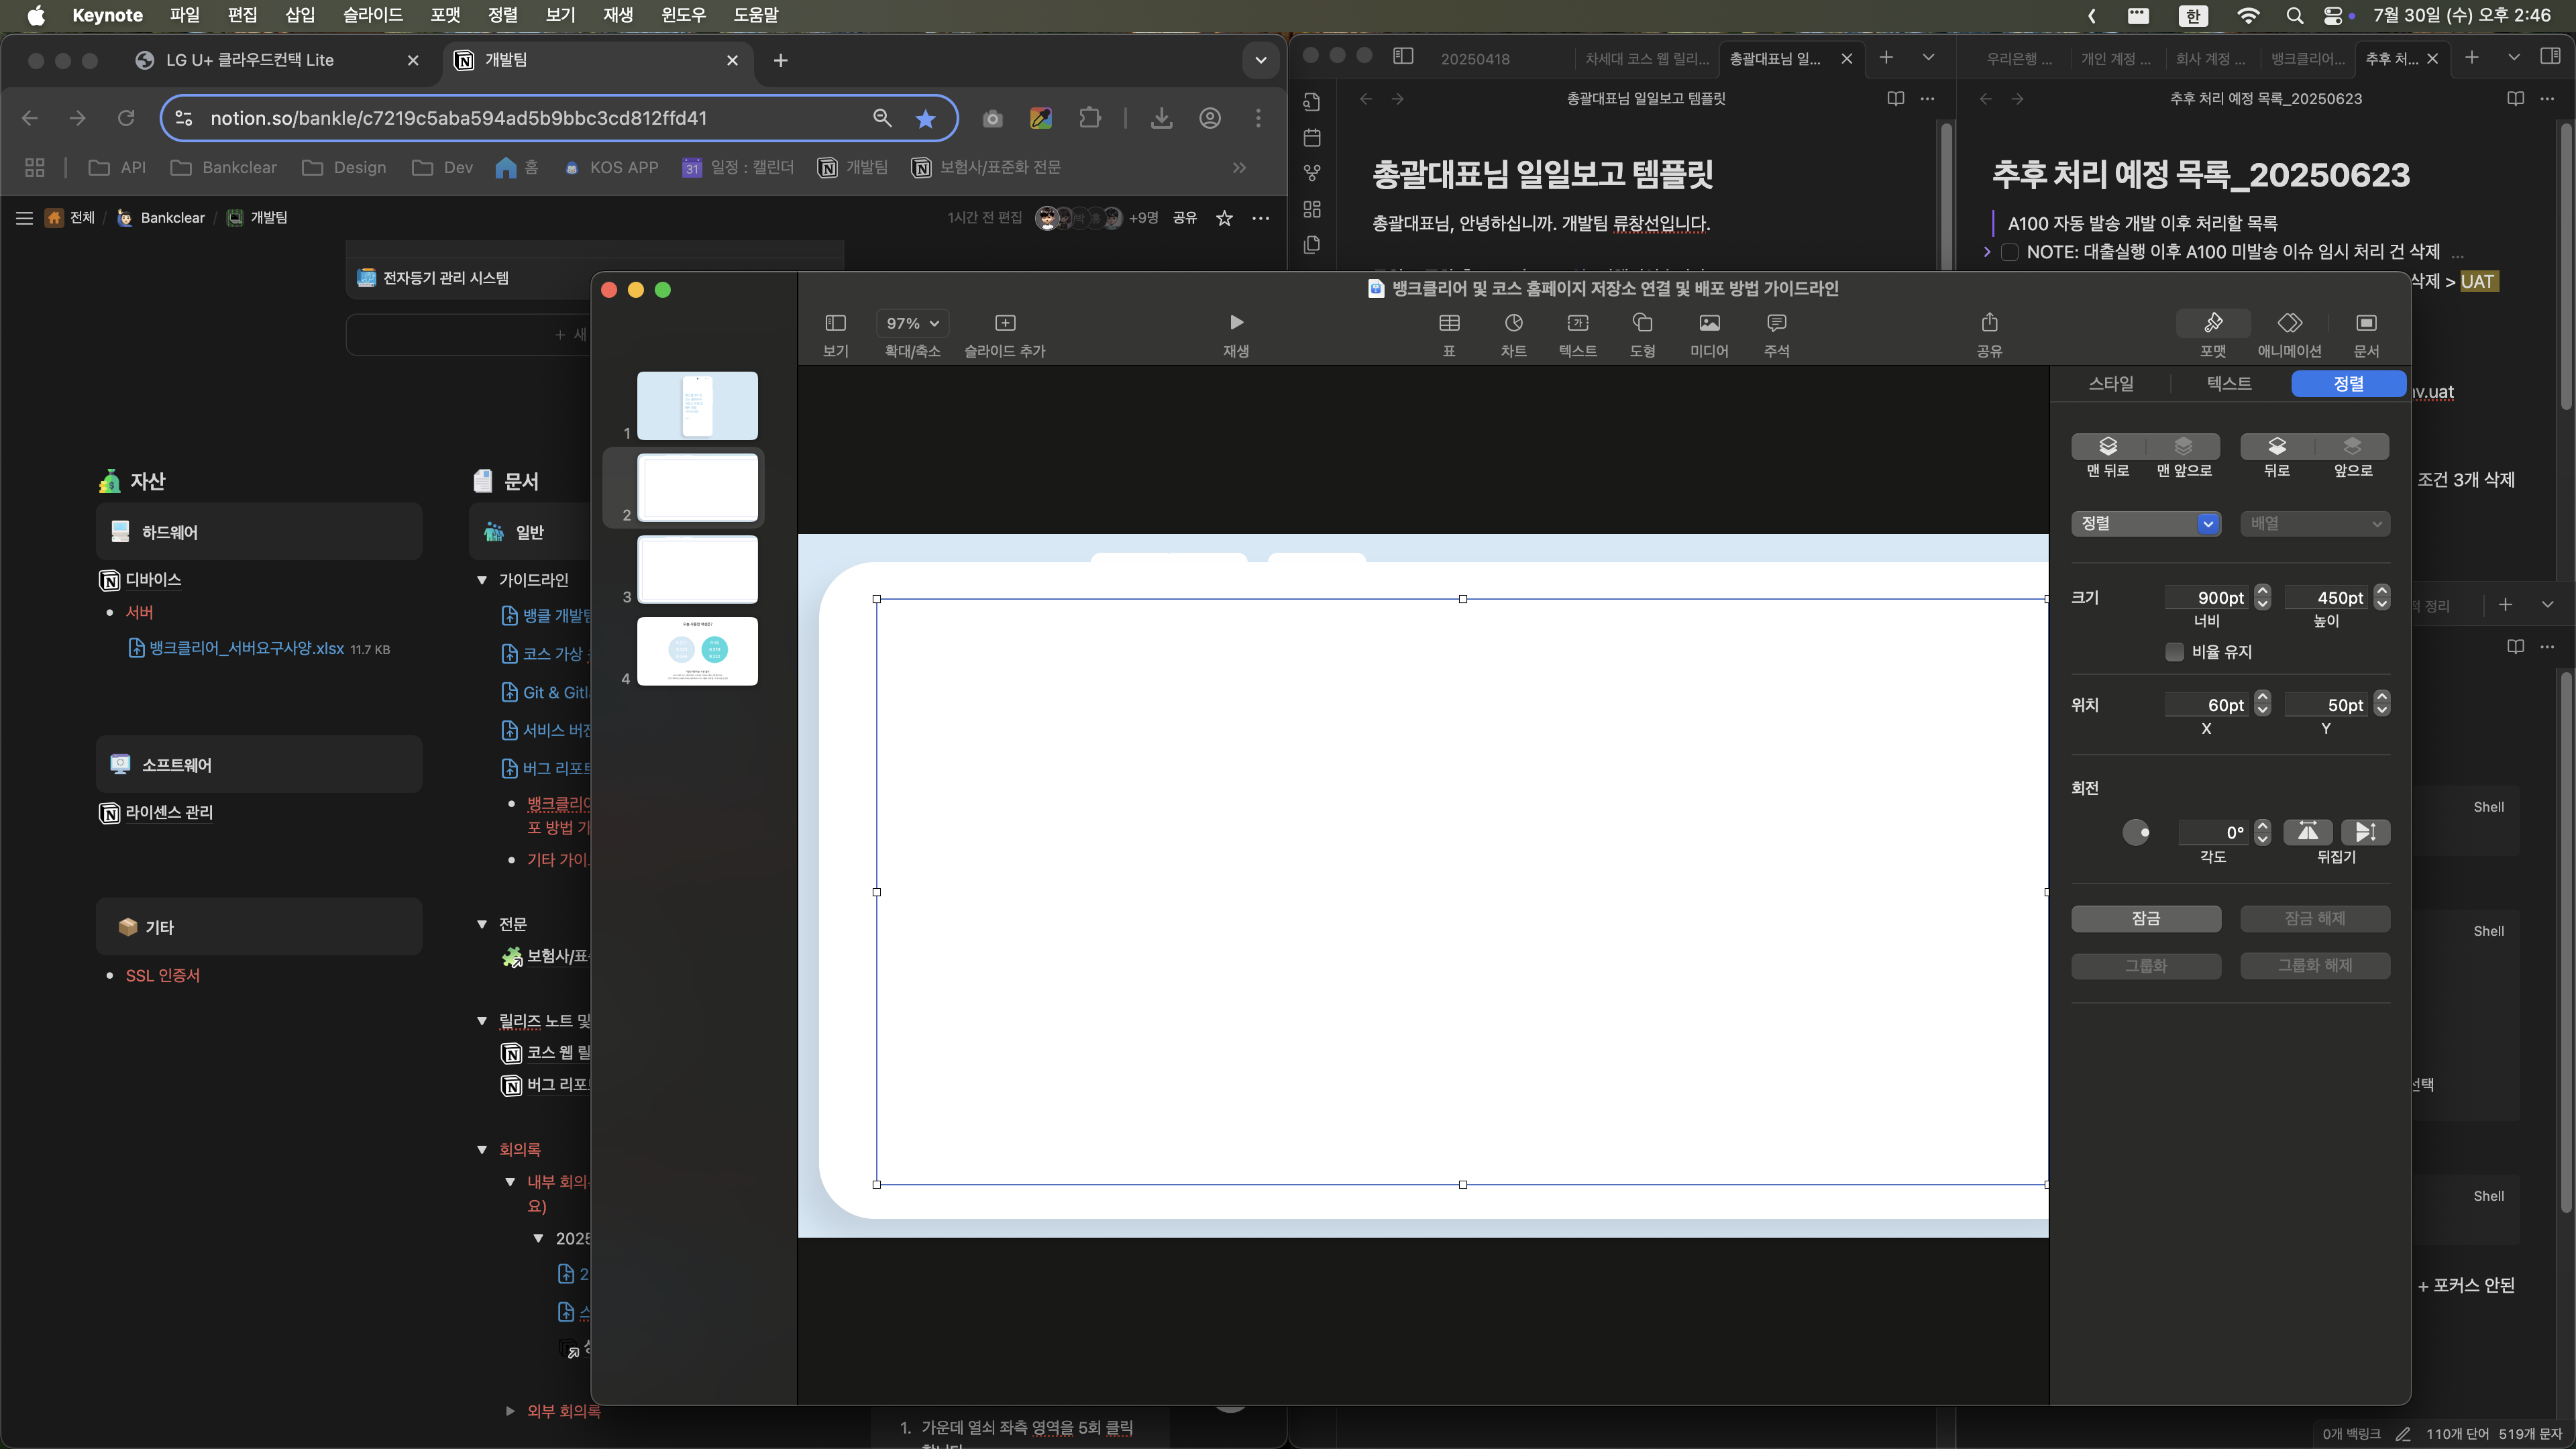 Keynote 파일 편집 삽입 슬라이드 포맷 정렬 보기 재생 윈도우 도움말
한 7월 30일 (수) 오후 2:46
LG U+ 클라우드컨택 Lite
개발팀
notion.so/bankle/c7219c5aba594ad5b9bbc3cd812ffd41
API Bankclear Design Dev 홈 KOS APP 31 일정 : 캘린더 개발팀 보험사/표준화 전문
전체 / Bankclear / 개발팀
1시간 전 편집 +9명 공유
전자등기 관리 시스템
+ 새
자산
하드웨어
디바이스
서버
뱅크클리어_서버요구사양.xlsx 11.7 KB
소프트웨어
라이센스 관리
기타
SSL 인증서
문서
일반
가이드라인
뱅클 개발팀
코스 가상
Git & Gitl
서비스 버전
버그 리포트
뱅크클리어
포 방법 가
기타 가이
전문
보험사/표
릴리즈 노트 및
코스 웹 릴
버그 리포
회의록
내부 회의
요)
2025
2
스
외부 회의록
1. 가운데 열쇠 좌측 영역을 5회 클릭
20250418 차세대 코스 웹 릴리... 총괄대표님 일...
총괄대표님 일일보고 템플릿
총괄대표님 일일보고 템플릿
총괄대표님, 안녕하십니까. 개발팀 류창선입니다.
우리은행 ... 개인 계정 ... 회사 계정 ... 뱅크클리어... 추후 처...
추후 처리 예정 목록_20250623
추후 처리 예정 목록_20250623
A100 자동 발송 개발 이후 처리할 목록
NOTE: 대출실행 이후 A100 미발송 이슈 임시 처리 건 삭제 ...
삭제 > UAT
v.uat
조건 3개 삭제
정리
Shell
Shell
선택
Shell
+ 포커스 안된
0개 백링크 110개 단어 519개 문자
뱅크클리어 및 코스 홈페이지 저장소 연결 및 배포 방법 가이드라인
97%
보기 확대/축소 슬라이드 추가 재생 표 차트 텍스트 도형 미디어 주석 공유 포맷 애니메이션 문서
1
2
3
4
스타일 텍스트 정렬
맨 뒤로 맨 앞으로 뒤로 앞으로
정렬 배열
크기 900pt 450pt
너비 높이
비율 유지
위치 60pt 50pt
X Y
회전
0°
각도 뒤집기
잠금 잠금 해제
그룹화 그룹화 해제